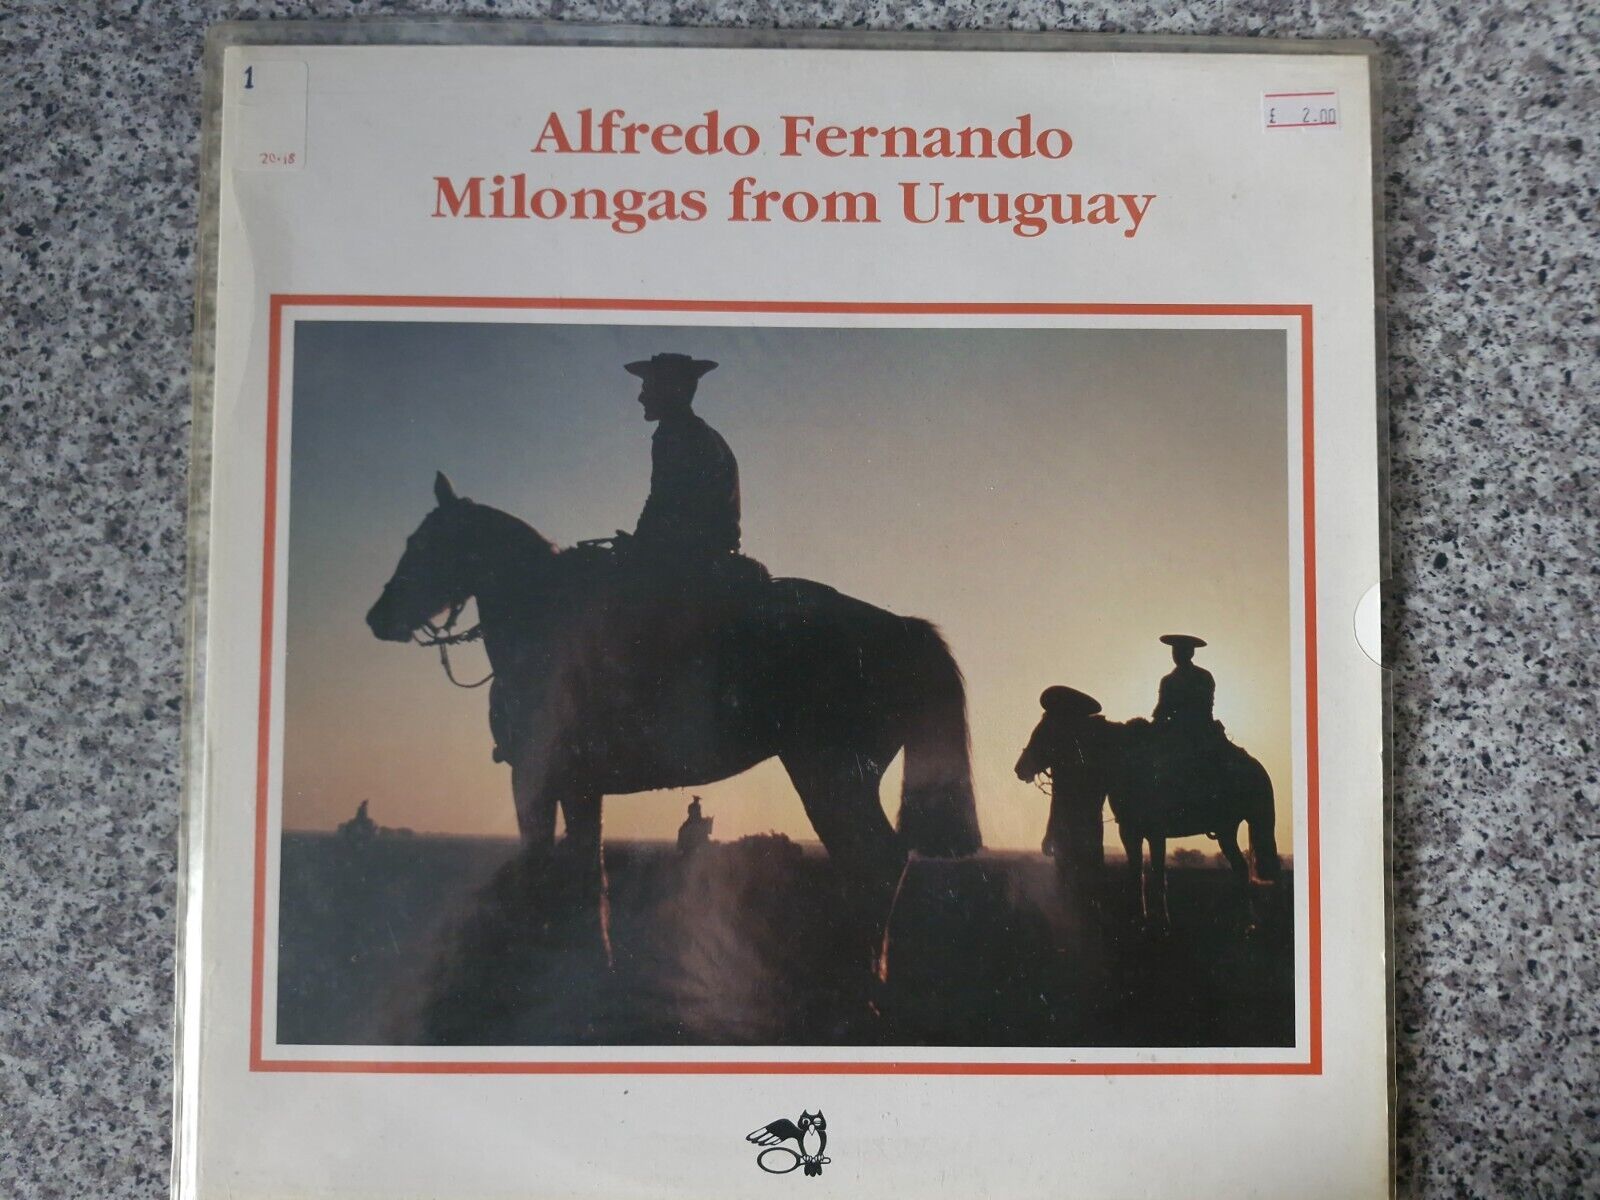 1
20.18
£ 2.00
Alfredo Fernando
Milongas from Uruguay